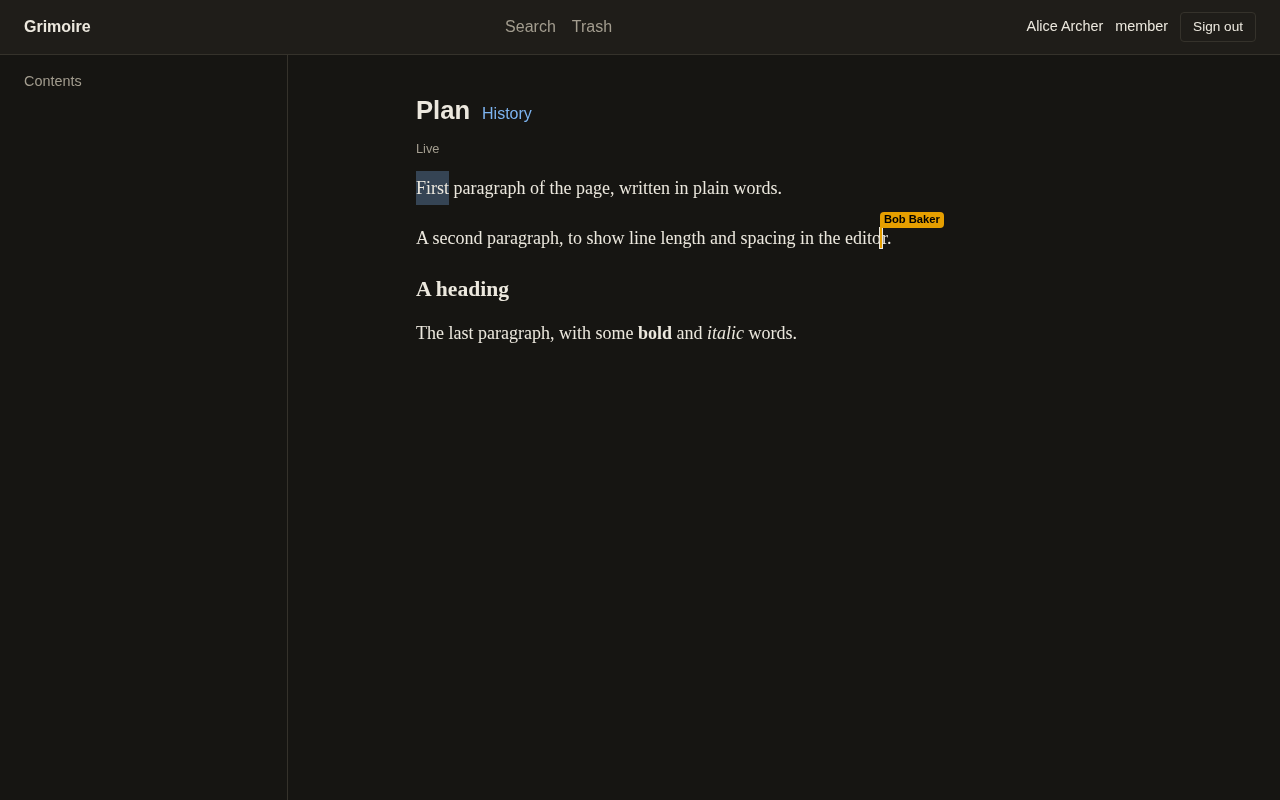 Grimoire
Search Trash
Alice Archer member Sign out
Contents
Plan History
Live
First paragraph of the page, written in plain words.
Bob Baker
A second paragraph, to show line length and spacing in the editor.
A heading
The last paragraph, with some bold and italic words.